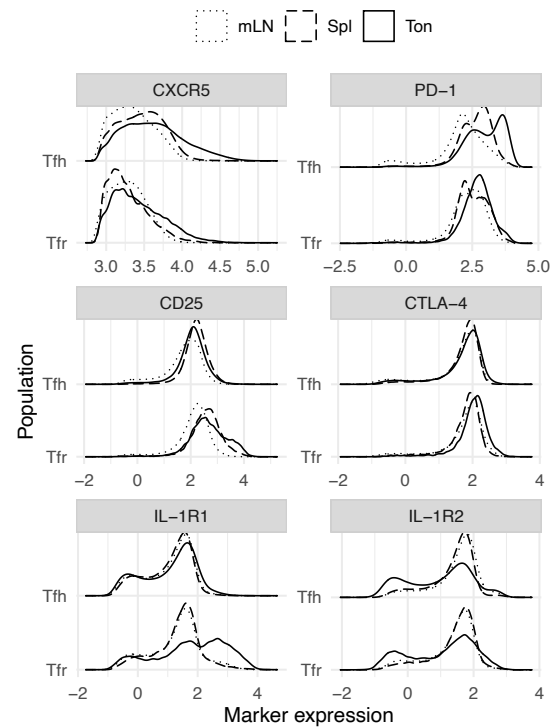 mLN Spl Ton
CXCR5 PD−1
Tfh Tfh
Tfr Tfr
3.0 3.5 4.0 4.5 5.0 −2.5 0.0 2.5 5.0
CD25 CTLA−4
Tfh Tfh
Tfr Tfr
−2 0 2 4 −2 0 2 4
IL−1R1 IL−1R2
Tfh Tfh
Tfr Tfr
−2 0 2 4 −2 0 2 4
Population
Marker expression